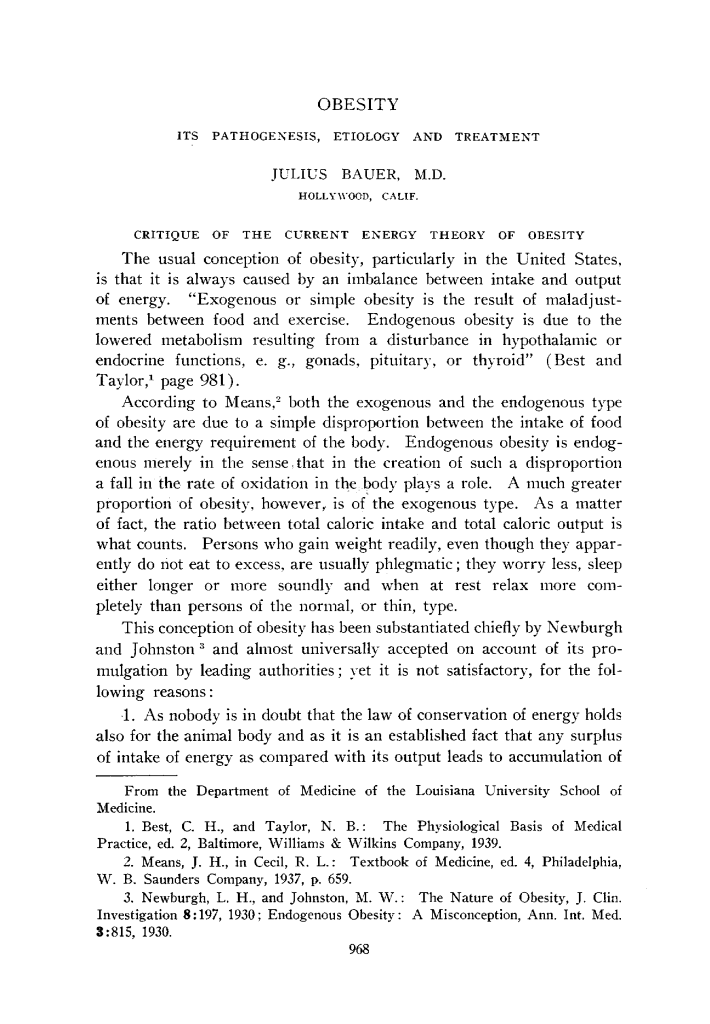 OBESITY
ITS PATHOGENESIS, ETIOLOGY AND TREATMENT
JULIUS BAUER, M.D.
HOLLYWOOD, CALIF.
CRITIQUE OF THE CURRENT ENERGY THEORY OF OBESITY
The usual conception of obesity, particularly in the United States,
is that it is always caused by an imbalance between intake and output
of energy. "Exogenous or simple obesity is the result of maladjust-
ments between food and exercise. Endogenous obesity is due to the
lowered metabolism resulting from a disturbance in hypothalamic or
endocrine functions, e. g., gonads, pituitary, or thyroid" (Best and
Taylor,¹ page 981).
According to Means,² both the exogenous and the endogenous type
of obesity are due to a simple disproportion between the intake of food
and the energy requirement of the body. Endogenous obesity is endog-
enous merely in the sense that in the creation of such a disproportion
a fall in the rate of oxidation in the body plays a role. A much greater
proportion of obesity, however, is of the exogenous type. As a matter
of fact, the ratio between total caloric intake and total caloric output is
what counts. Persons who gain weight readily, even though they appar-
ently do not eat to excess, are usually phlegmatic; they worry less, sleep
either longer or more soundly and when at rest relax more com-
pletely than persons of the normal, or thin, type.
This conception of obesity has been substantiated chiefly by Newburgh
and Johnston ³ and almost universally accepted on account of its pro-
mulgation by leading authorities; yet it is not satisfactory, for the fol-
lowing reasons:
1. As nobody is in doubt that the law of conservation of energy holds
also for the animal body and as it is an established fact that any surplus
of intake of energy as compared with its output leads to accumulation of
From the Department of Medicine of the Louisiana University School of
Medicine.
1. Best, C. H., and Taylor, N. B.: The Physiological Basis of Medical
Practice, ed. 2, Baltimore, Williams & Wilkins Company, 1939.
2. Means, J. H., in Cecil, R. L.: Textbook of Medicine, ed. 4, Philadelphia,
W. B. Saunders Company, 1937, p. 659.
3. Newburgh, L. H., and Johnston, M. W.: The Nature of Obesity, J. Clin.
Investigation 8:197, 1930; Endogenous Obesity: A Misconception, Ann. Int. Med.
3:815, 1930.
968